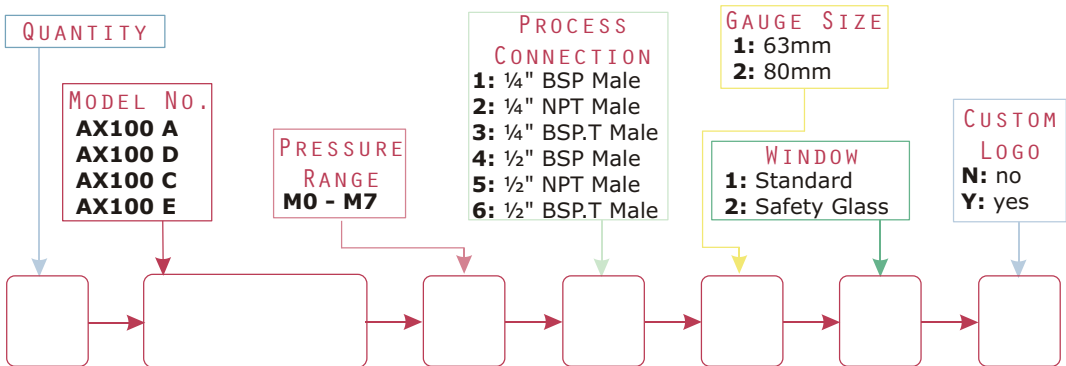 QUANTITY
MODEL NO.
AX100 A
AX100 D
AX100 C
AX100 E
PRESSURE
RANGE
M0 - M7
PROCESS
CONNECTION
1: ¼" BSP Male
2: ¼" NPT Male
3: ¼" BSP.T Male
4: ½" BSP Male
5: ½" NPT Male
6: ½" BSP.T Male
GAUGE SIZE
1: 63mm
2: 80mm
WINDOW
1: Standard
2: Safety Glass
CUSTOM
LOGO
N: no
Y: yes